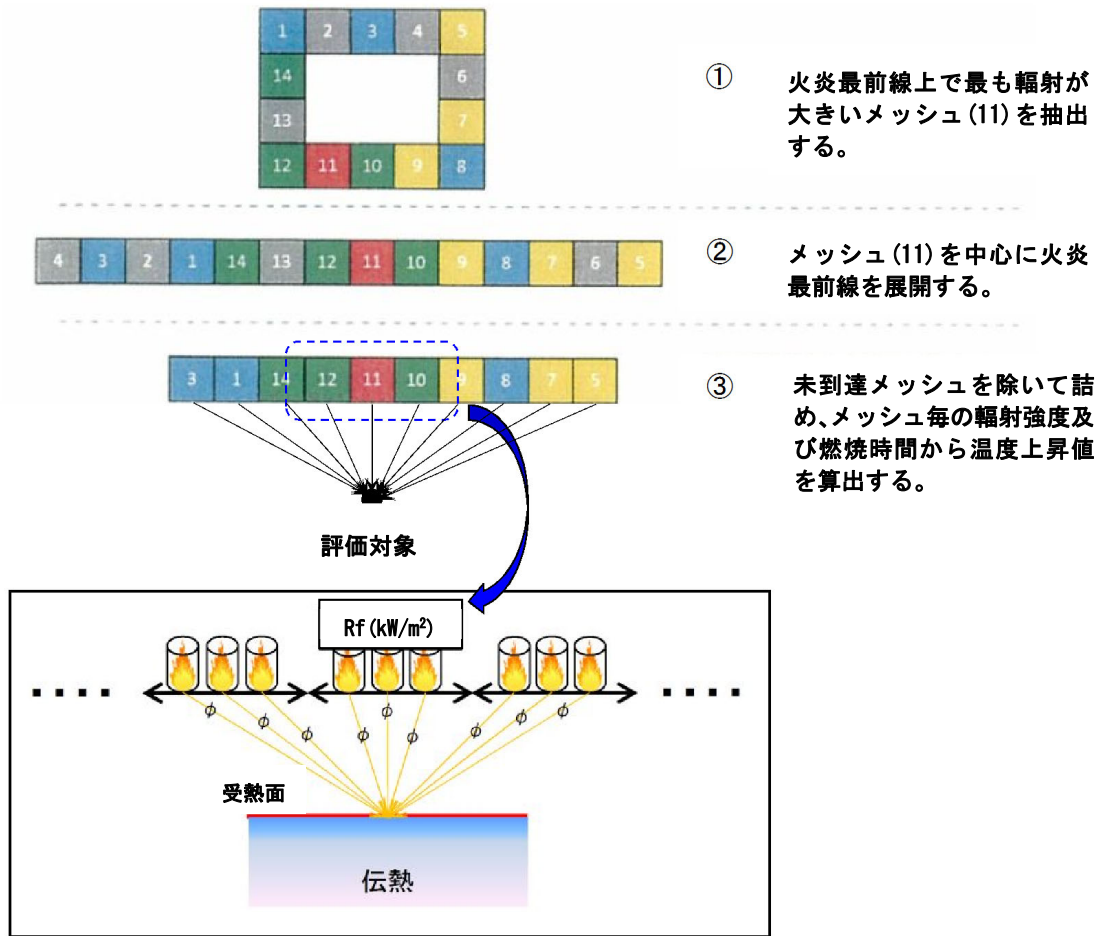 1 2 3 4 5
14 6
13 7
12 11 10 9 8
①
火炎最前線上で最も輻射が
大きいメッシュ(11)を抽出
する。
4 3 2 1 14 13 12 11 10 9 8 7 6 5
②
メッシュ(11)を中心に火炎
最前線を展開する。
3 1 14 12 11 10 9 8 7 5
③
未到達メッシュを除いて詰
め、メッシュ毎の輻射強度及
び燃焼時間から温度上昇値
を算出する。
評価対象
Rf(kW/m²)
φ φ φ φ φ φ φ φ φ
受熱面
伝熱